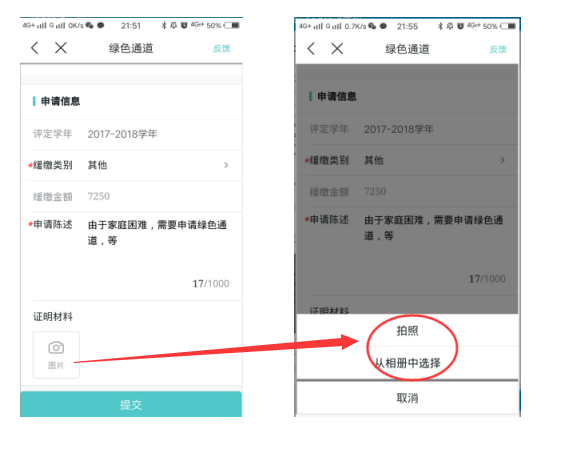 4G+ G 0K/s 21:51 4G+ 50%
绿色通道 反馈
申请信息
评定学年 2017-2018学年
*缓缴类别 其他
缓缴金额 7250
*申请陈述 由于家庭困难，需要申请绿色通
道，等
17/1000
证明材料
图片
提交
4G+ G 0.7K/s 21:55 4G+ 50%
绿色通道 反馈
申请信息
评定学年 2017-2018学年
*缓缴类别 其他
缓缴金额 7250
*申请陈述 由于家庭困难，需要申请绿色通
道，等
17/1000
证明材料
拍照
从相册中选择
取消